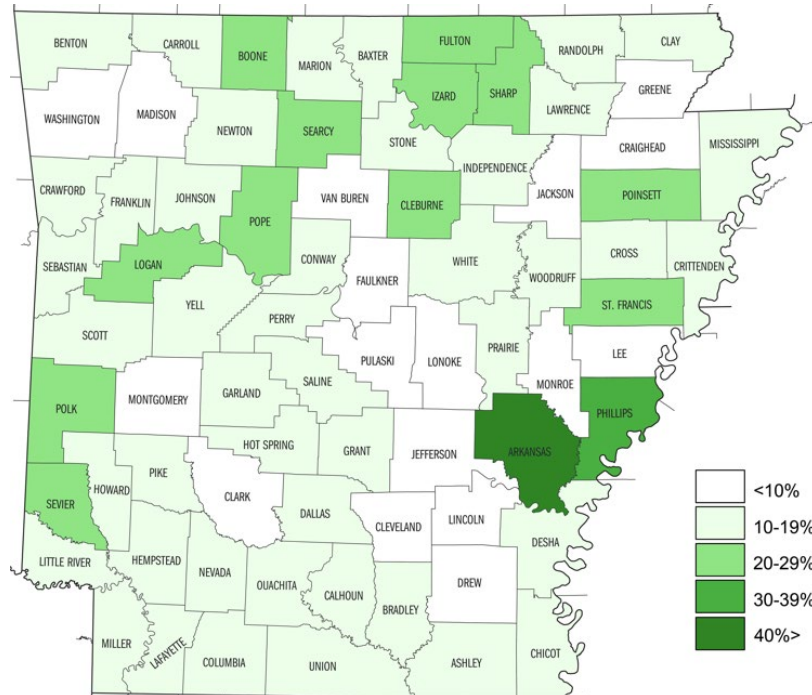 BENTON
CARROLL
BOONE
MARION
BAXTER
FULTON
RANDOLPH
CLAY
WASHINGTON
MADISON
NEWTON
SEARCY
STONE
IZARD
SHARP
LAWRENCE
GREENE
CRAIGHEAD
MISSISSIPPI
CRAWFORD
FRANKLIN
JOHNSON
POPE
VAN BUREN
CLEBURNE
INDEPENDENCE
JACKSON
POINSETT
SEBASTIAN
LOGAN
CONWAY
FAULKNER
WHITE
WOODRUFF
CROSS
CRITTENDEN
SCOTT
YELL
PERRY
PULASKI
LONOKE
PRAIRIE
MONROE
ST. FRANCIS
LEE
POLK
MONTGOMERY
GARLAND
SALINE
HOT SPRING
GRANT
JEFFERSON
ARKANSAS
PHILLIPS
SEVIER
HOWARD
PIKE
CLARK
DALLAS
CLEVELAND
LINCOLN
DESHA
LITTLE RIVER
HEMPSTEAD
NEVADA
OUACHITA
CALHOUN
BRADLEY
DREW
MILLER
LAFAYETTE
COLUMBIA
UNION
ASHLEY
CHICOT
<10%
10-19%
20-29%
30-39%
40%>